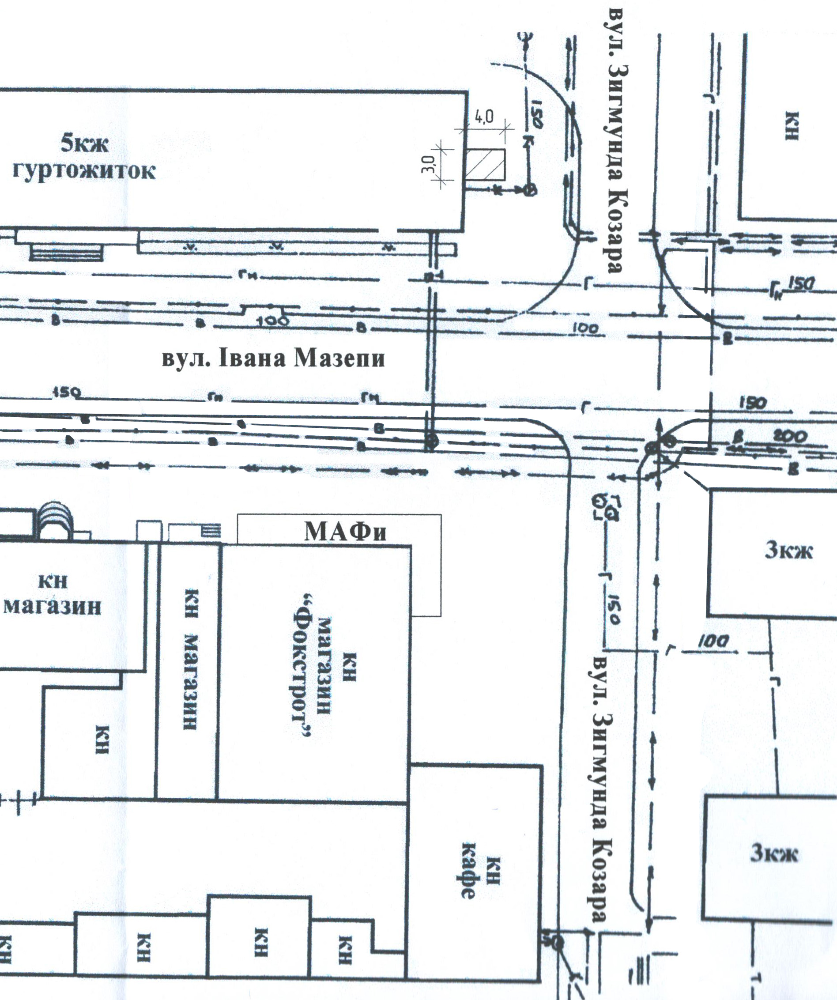 вул. Зигмунда Козара
150
К
Г
кн
4,0
3,0
5кж
гуртожиток
Гн
Г
Гн
150
Т
В
В
100
В
100
В
вул. Івана Мазепи
150
Гн
Гн
Г
150
В
В
В
В
200
В
В
В
В
Г
Г
МАФи
3кж
кн
магазин
кн магазин
кн
магазин
“Фокстрот”
Г
150
Г
100
Г
вул. Зигмунда Козара
кн
кн
кафе
3кж
кн
кн
кн
кн
К
К
Т